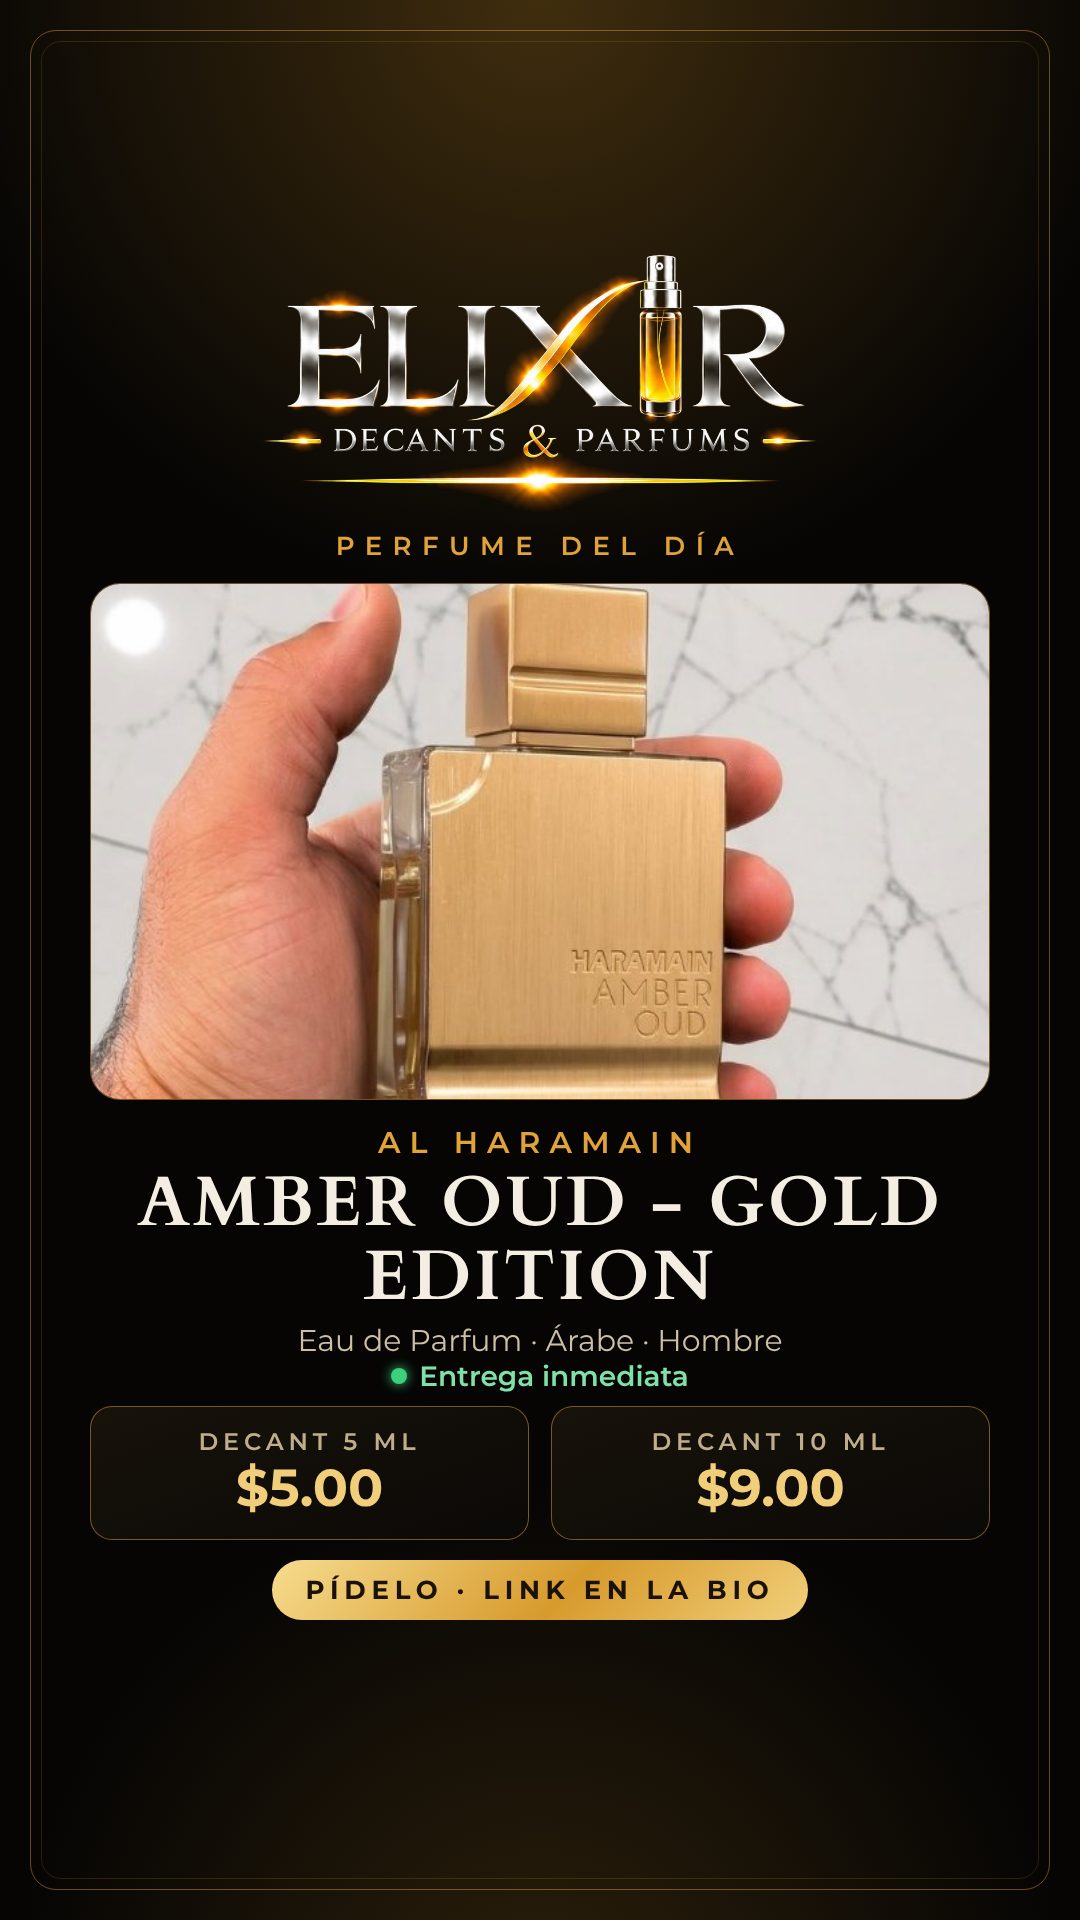 ELIXIR
DECANTS & PARFUMS
PERFUME DEL DÍA
HARAMAIN
AMBER
OUD
AL HARAMAIN
AMBER OUD – GOLD
EDITION
Eau de Parfum · Árabe · Hombre
Entrega inmediata
DECANT 5 ML
$5.00
DECANT 10 ML
$9.00
PÍDELO · LINK EN LA BIO